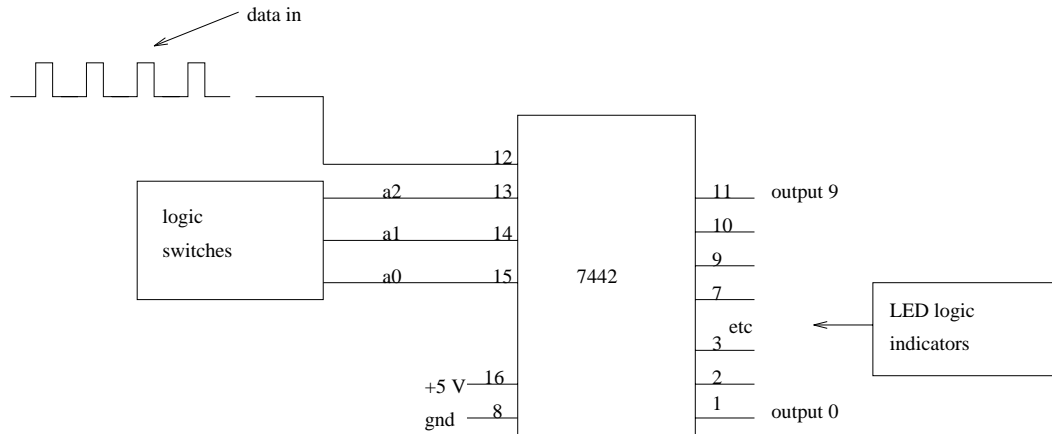 data in
12
a2 13 11 output 9
logic
switches
a1 14 10
a0 15 9
7442
7
LED logic
indicators
etc
3
+5 V 16 2
gnd 8 1 output 0